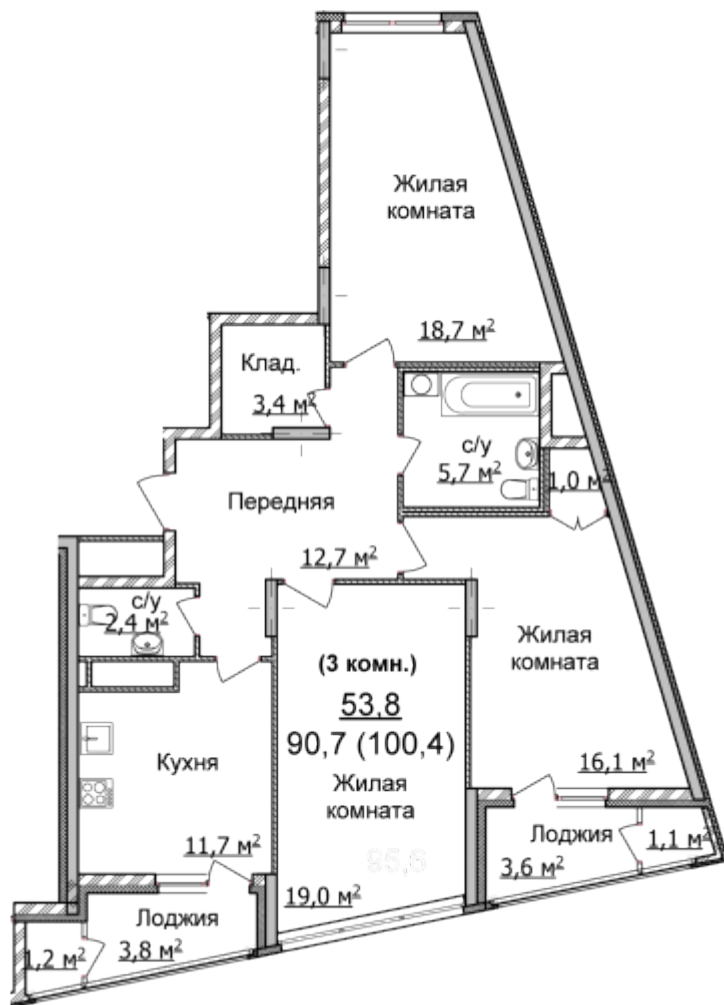 Жилая
комната
18,7 м²
Клад.
3,4 м²
с/у
5,7 м²
1,0 м²
Передняя
12,7 м²
с/у
2,4 м²
Жилая
комната
16,1 м²
(3 комн.)
53,8
90,7 (100,4)
Жилая
комната
95,6
19,0 м²
Кухня
11,7 м²
Лоджия
3,6 м²
1,1 м²
Лоджия
3,8 м²
1,2 м²